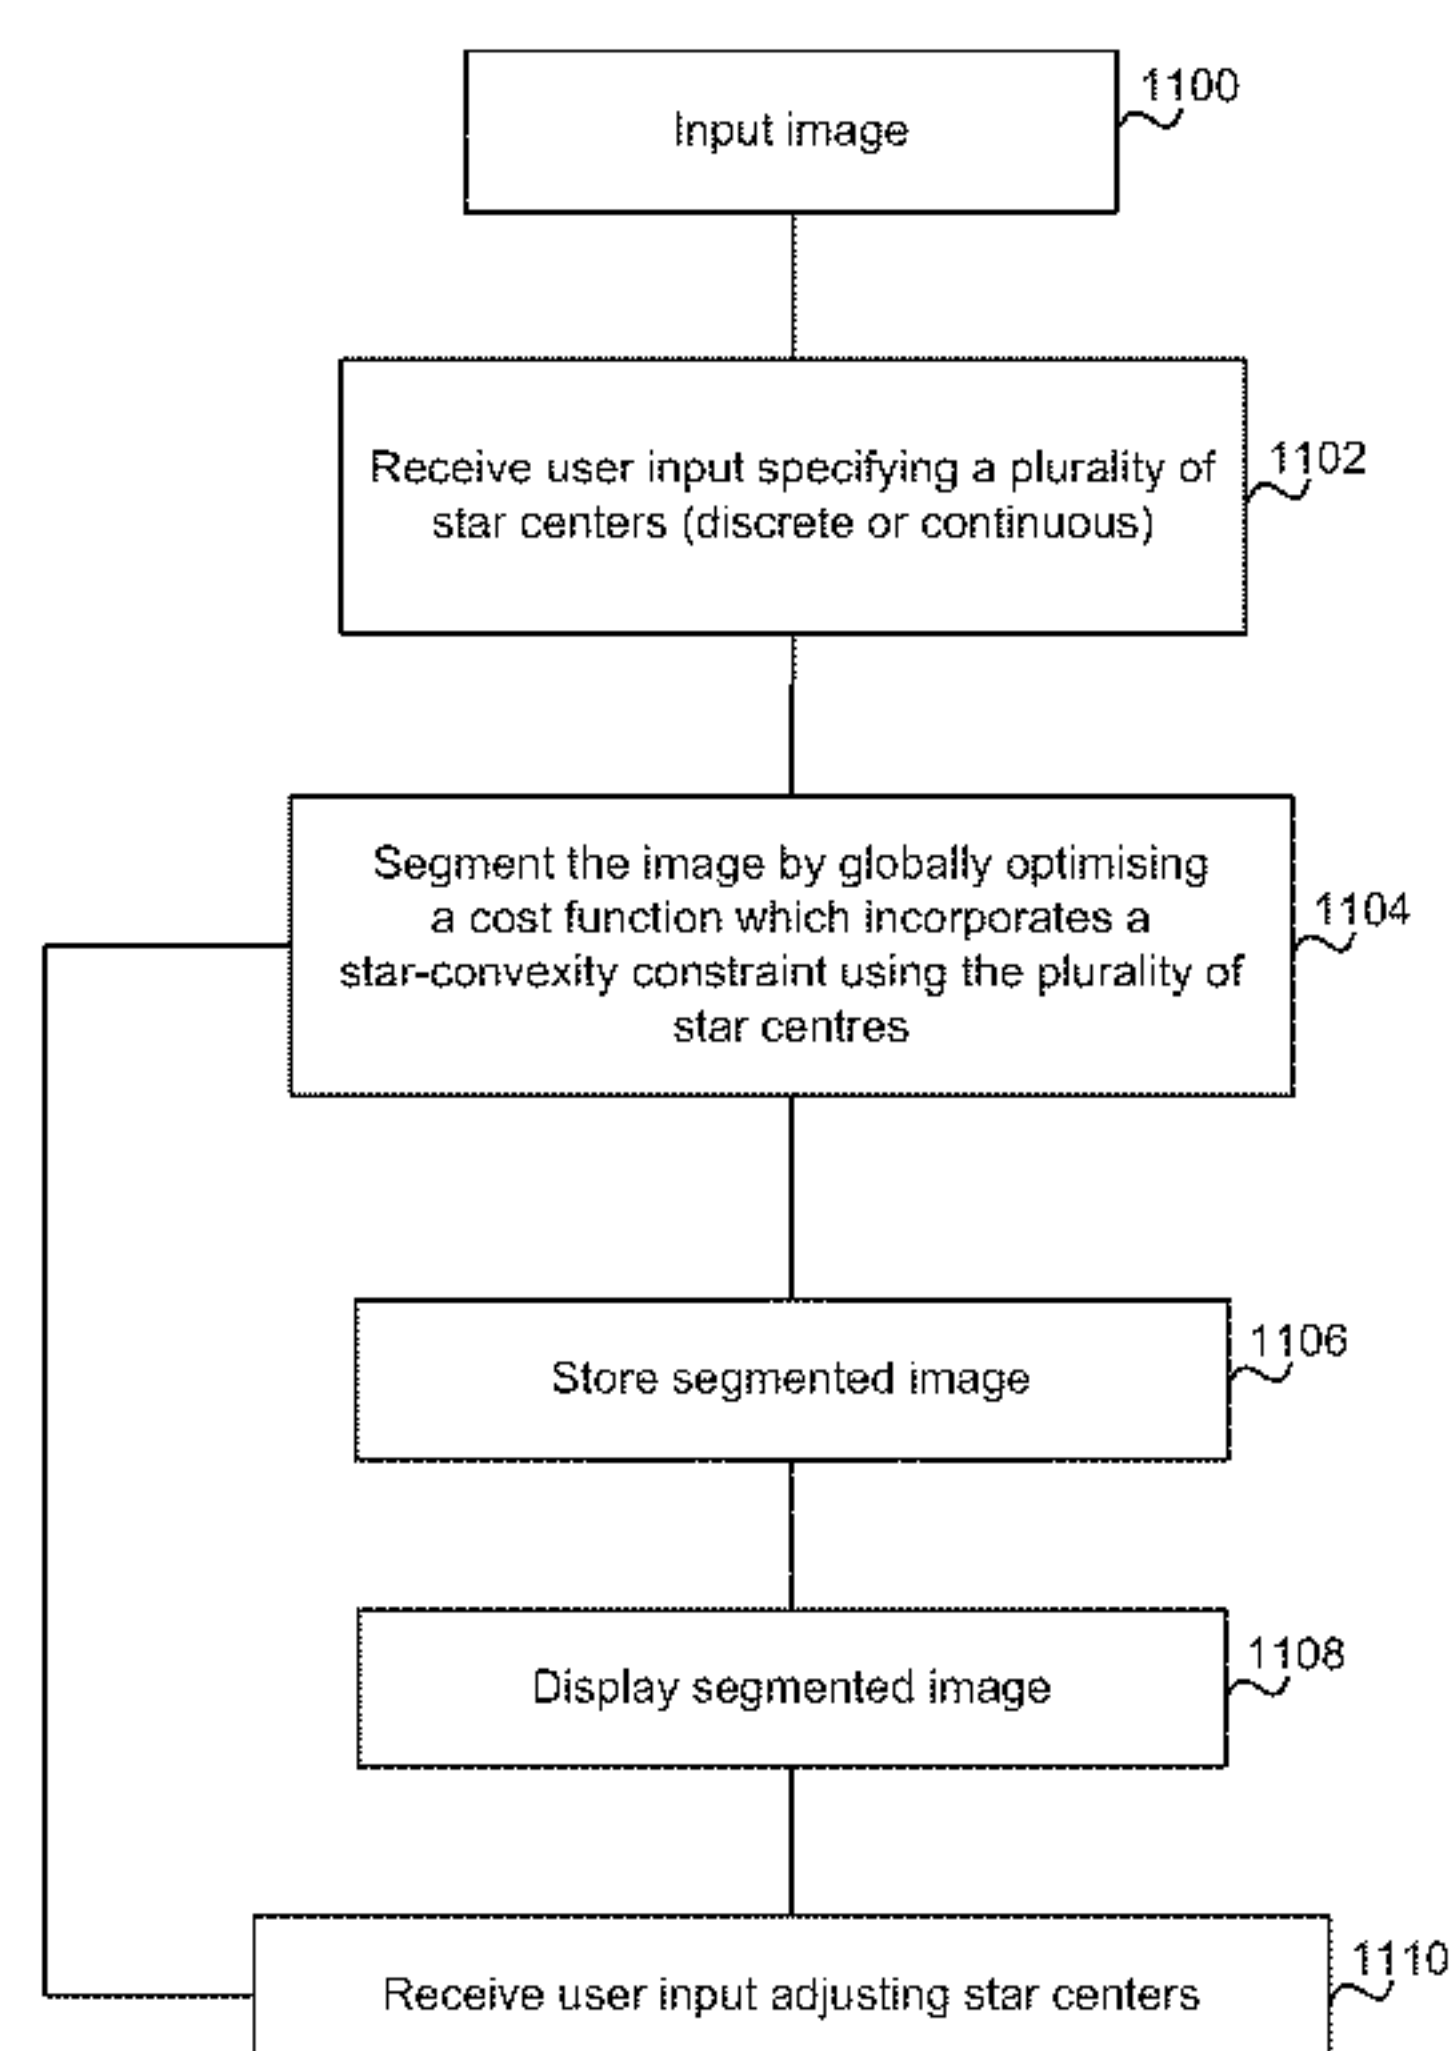 Input image
1100
Receive user input specifying a plurality of
star centers (discrete or continuous)
1102
Segment the image by globally optimising
a cost function which incorporates a
star-convexity constraint using the plurality of
star centres
1104
Store segmented image
1106
Display segmented image
1108
Receive user input adjusting star centers
1110